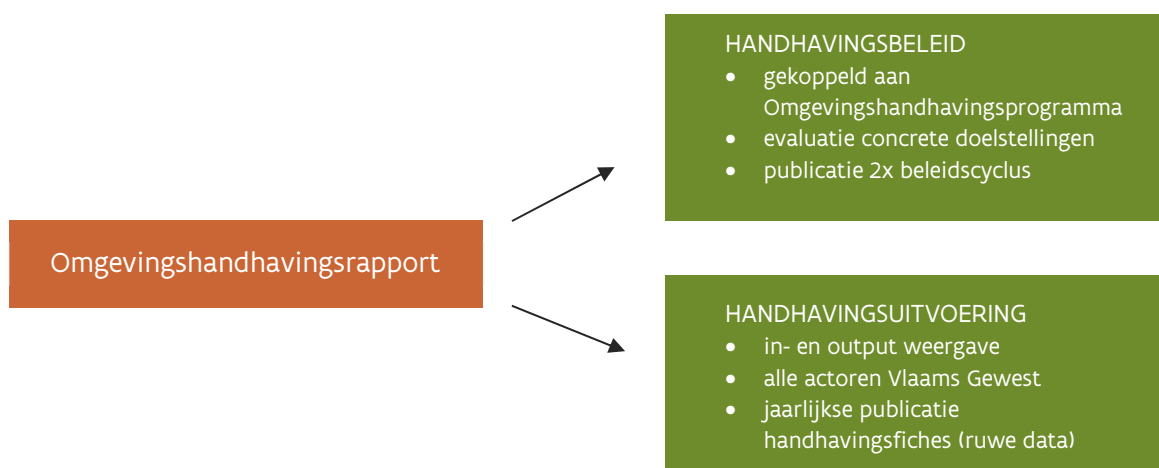 Omgevingshandhavingsrapport
HANDHAVINGSBELEID
• gekoppeld aan
Omgevingshandhavingsprogramma
• evaluatie concrete doelstellingen
• publicatie 2x beleidscyclus
HANDHAVINGSUITVOERING
• in- en output weergave
• alle actoren Vlaams Gewest
• jaarlijkse publicatie
handhavingsfiches (ruwe data)